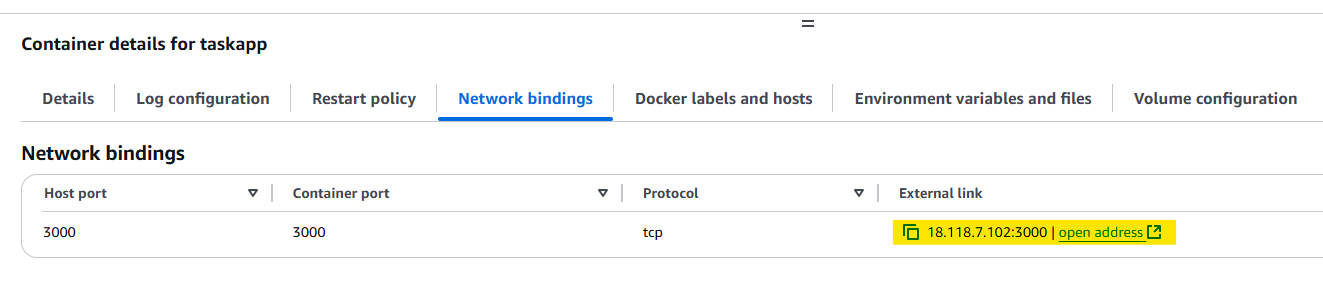 Container details for taskapp
Details Log configuration Restart policy Network bindings Docker labels and hosts Environment variables and files Volume configuration
Network bindings
Host port Container port Protocol External link
3000 3000 tcp 18.118.7.102:3000 | open address